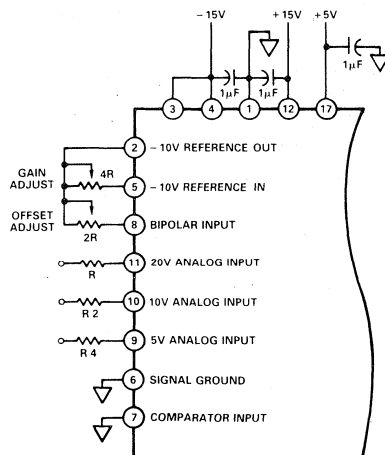 - 15V
+ 15V
+ 5V
1µF
1µF
1µF
3
4
1
12
17
2
- 10V REFERENCE OUT
GAIN
ADJUST
4R
5
- 10V REFERENCE IN
OFFSET
ADJUST
2R
8
BIPOLAR INPUT
R
11
20V ANALOG INPUT
R 2
10
10V ANALOG INPUT
R 4
9
5V ANALOG INPUT
6
SIGNAL GROUND
7
COMPARATOR INPUT